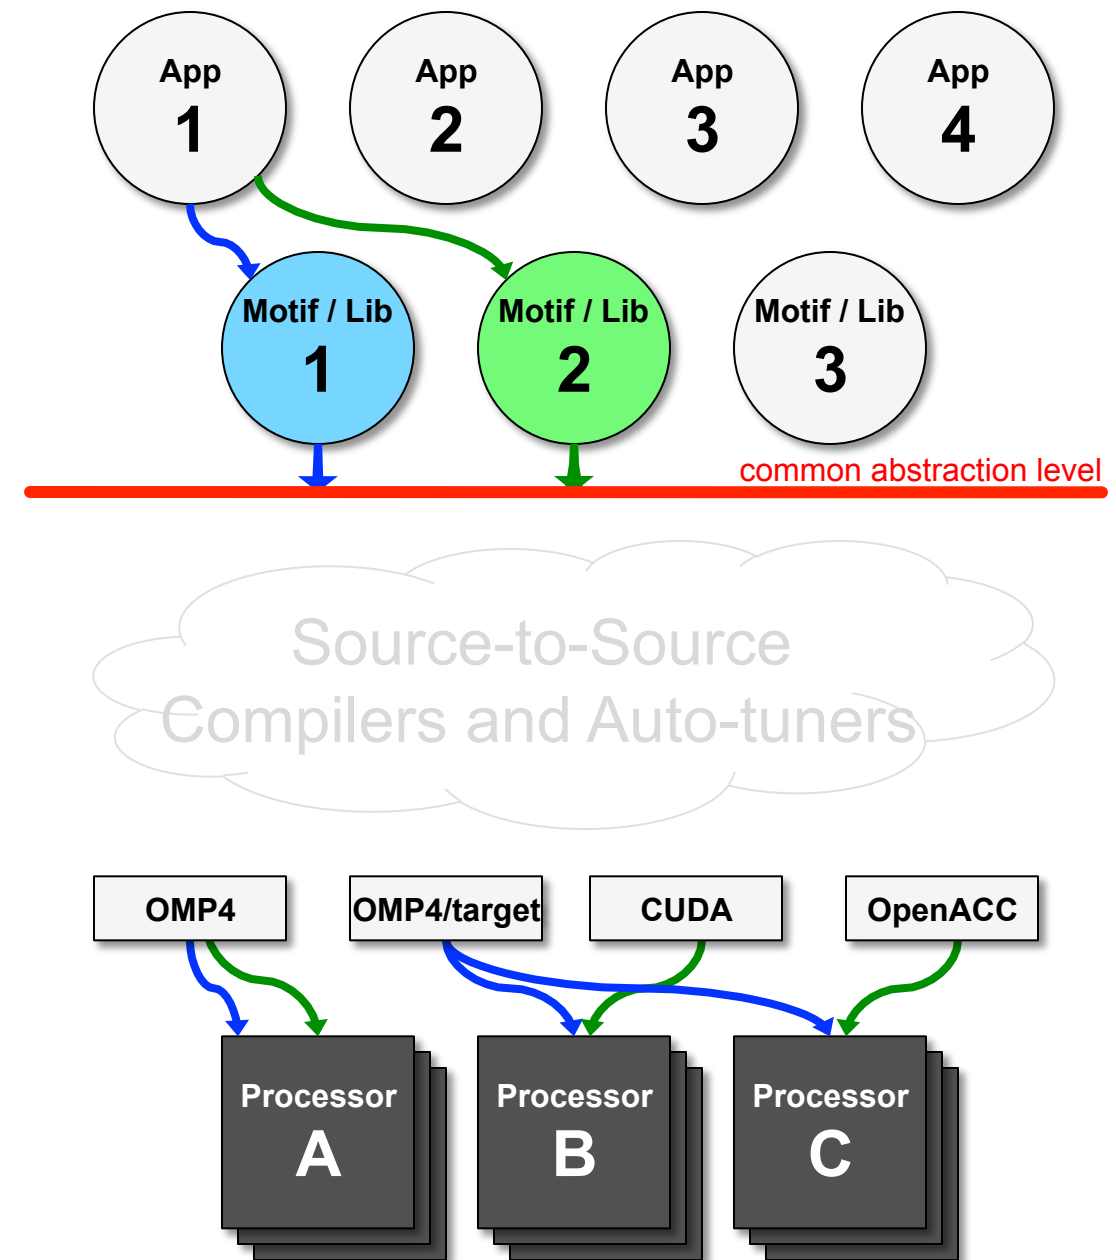 App
1
App
2
App
3
App
4
Motif / Lib
1
Motif / Lib
2
Motif / Lib
3
common abstraction level
Source-to-Source
Compilers and Auto-tuners
OMP4
OMP4/target
CUDA
OpenACC
Processor
A
Processor
B
Processor
C